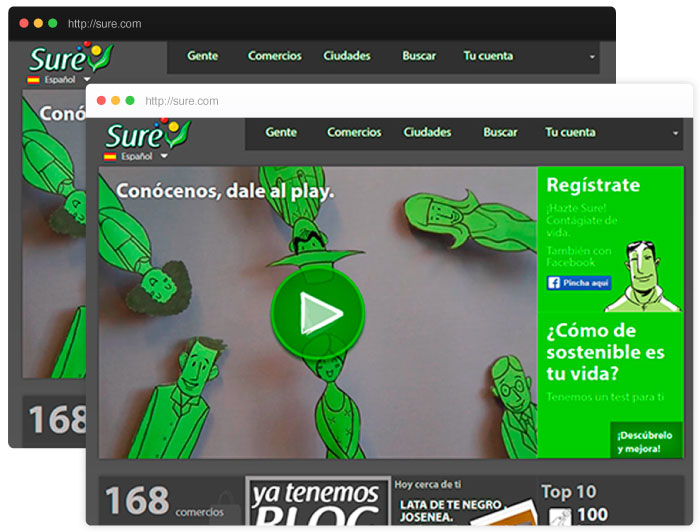 http://sure.com
Sure
Español
Gente Comercios Ciudades Buscar Tu cuenta
Conó
168
http://sure.com
Sure
Español
Gente Comercios Ciudades Buscar Tu cuenta
Conócenos, dale al play.
Regístrate
¡Hazte Sure!
Contágiate de
vida.
También con
Facebook
f Pincha aquí
¿Cómo de
sostenible es
tu vida?
Tenemos un test para ti
¡Descúbrelo
y mejora!
168 comercios
ya tenemos
BLOG
Hoy cerca de ti
LATA DE TE NEGRO
JOSENEA.
Top 10
100